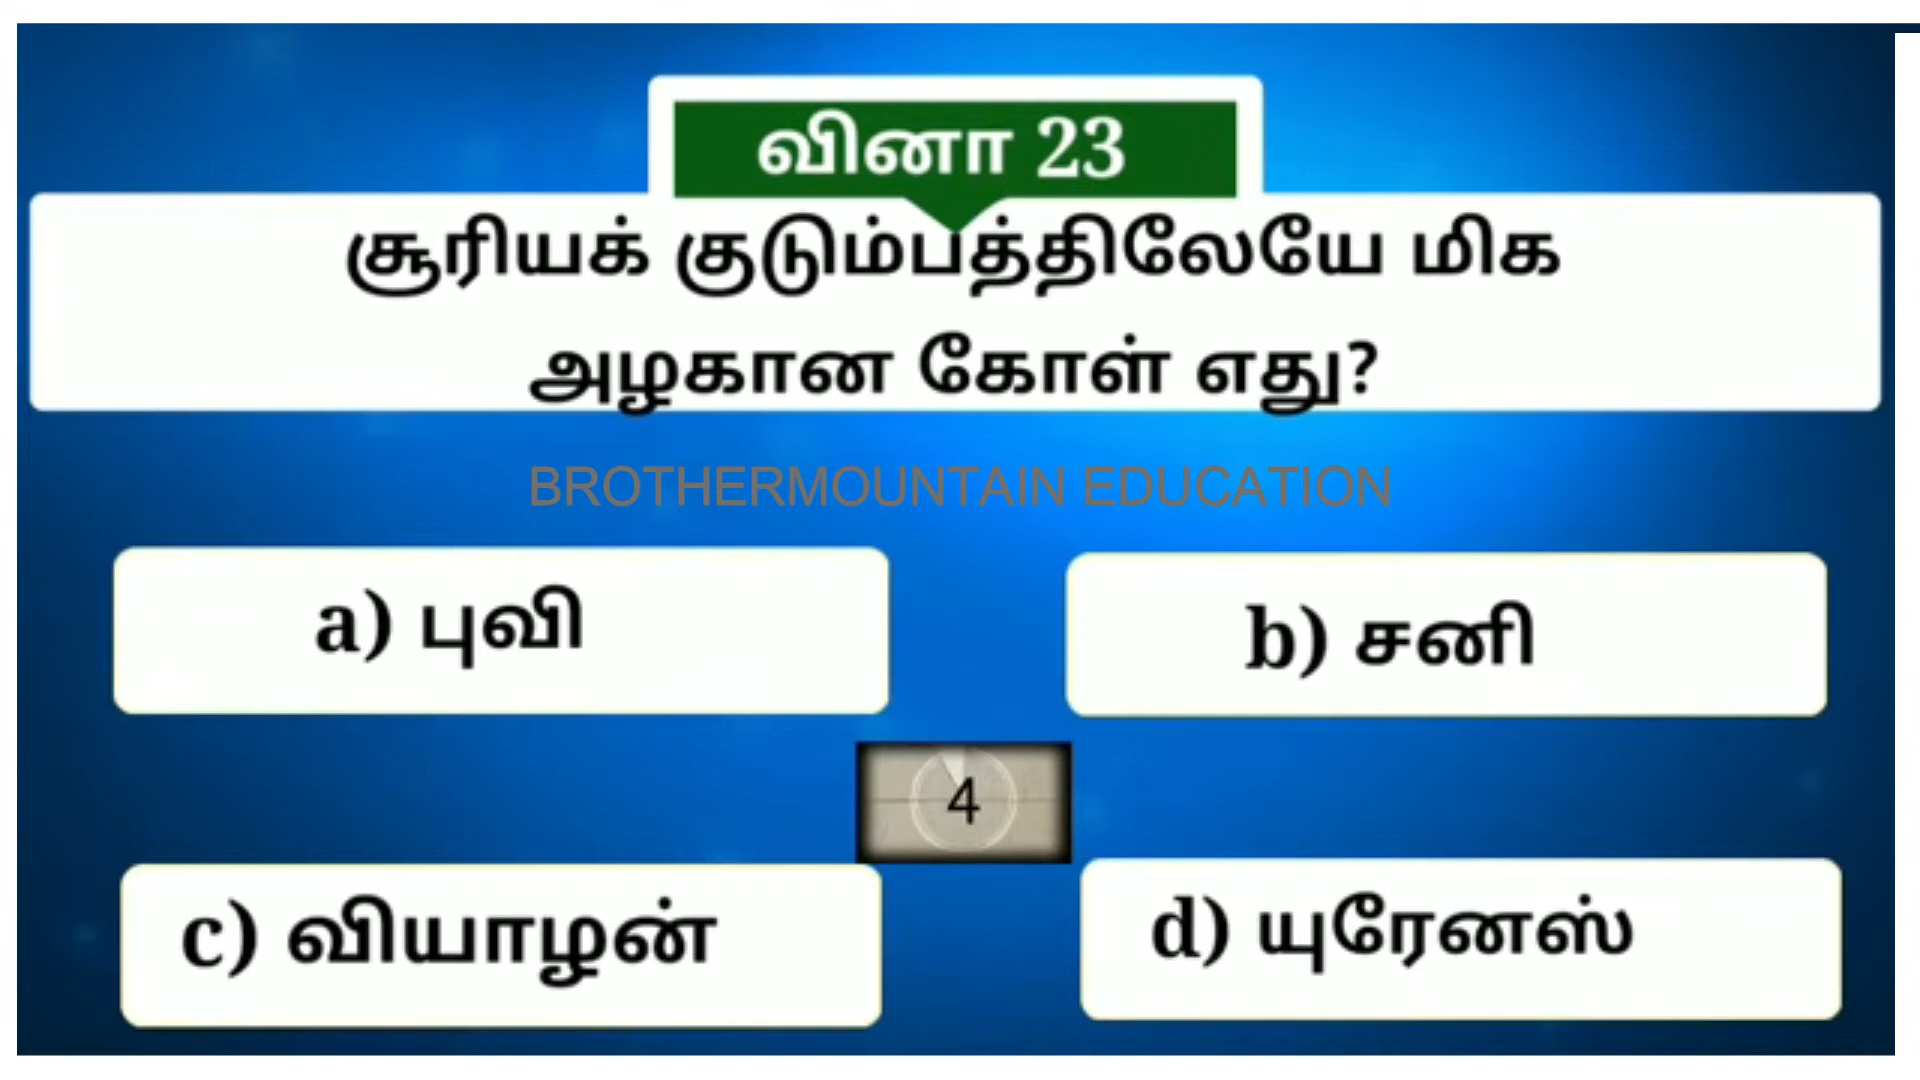 வினா 23
சூரியக் குடும்பத்திலேயே மிக
அழகான கோள் எது?
BROTHERMOUNTAIN EDUCATION
a) புவி
b) சனி
4
c) வியாழன்
d) யுரேனஸ்